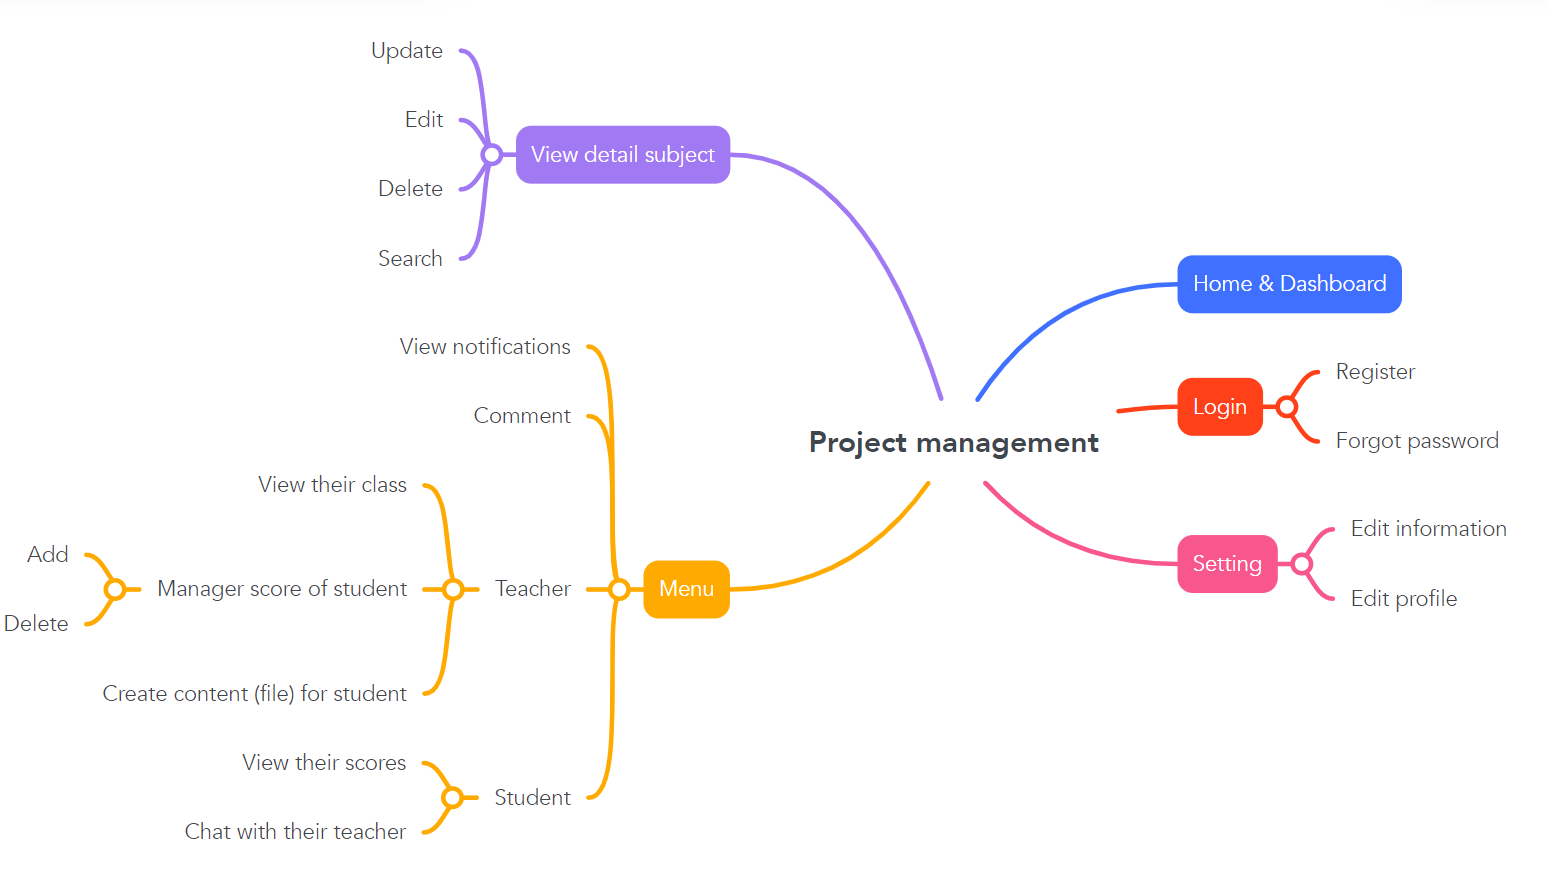 Project management
Home & Dashboard
Login
Register
Forgot password
Setting
Edit information
Edit profile
View detail subject
Update
Edit
Delete
Search
Menu
View notifications
Comment
Teacher
View their class
Manager score of student
Add
Delete
Create content (file) for student
Student
View their scores
Chat with their teacher